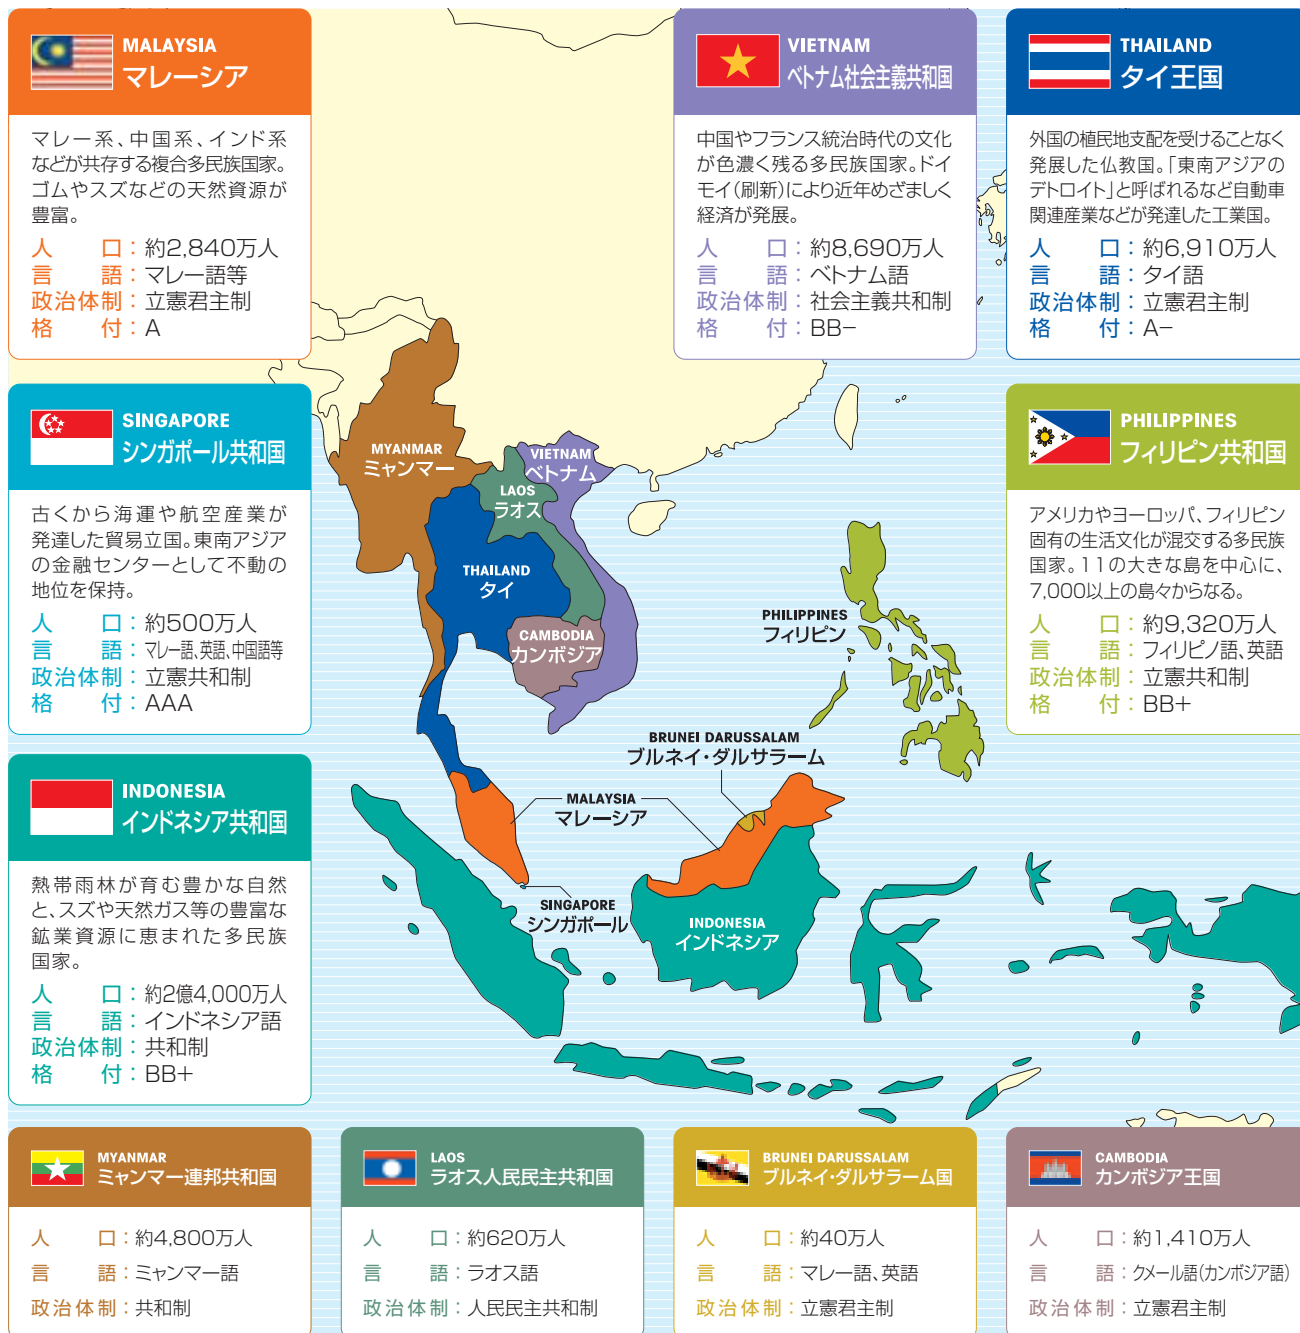 MALAYSIA
マレーシア
マレー系、中国系、インド系
などが共存する複合多民族国家。
ゴムやスズなどの天然資源が
豊富。
人口：約2,840万人
言語：マレー語等
政治体制：立憲君主制
格付：A
VIETNAM
ベトナム社会主義共和国
中国やフランス統治時代の文化
が色濃く残る多民族国家。ドイ
モイ(刷新)により近年めざましく
経済が発展。
人口：約8,690万人
言語：ベトナム語
政治体制：社会主義共和制
格付：BB−
THAILAND
タイ王国
外国の植民地支配を受けることなく
発展した仏教国。「東南アジアの
デトロイト」と呼ばれるなど自動車
関連産業などが発達した工業国。
人口：約6,910万人
言語：タイ語
政治体制：立憲君主制
格付：A−
SINGAPORE
シンガポール共和国
古くから海運や航空産業が
発達した貿易立国。東南アジア
の金融センターとして不動の
地位を保持。
人口：約500万人
言語：マレー語、英語、中国語等
政治体制：立憲共和制
格付：AAA
PHILIPPINES
フィリピン共和国
アメリカやヨーロッパ、フィリピン
固有の生活文化が混交する多民族
国家。11の大きな島を中心に、
7,000以上の島々からなる。
人口：約9,320万人
言語：フィリピノ語、英語
政治体制：立憲共和制
格付：BB+
INDONESIA
インドネシア共和国
熱帯雨林が育む豊かな自然
と、スズや天然ガス等の豊富な
鉱業資源に恵まれた多民族
国家。
人口：約2億4,000万人
言語：インドネシア語
政治体制：共和制
格付：BB+
MYANMAR
ミャンマー
VIETNAM
ベトナム
LAOS
ラオス
THAILAND
タイ
CAMBODIA
カンボジア
PHILIPPINES
フィリピン
BRUNEI DARUSSALAM
ブルネイ・ダルサラーム
MALAYSIA
マレーシア
SINGAPORE
シンガポール
INDONESIA
インドネシア
MYANMAR
ミャンマー連邦共和国
人口：約4,800万人
言語：ミャンマー語
政治体制：共和制
LAOS
ラオス人民民主共和国
人口：約620万人
言語：ラオス語
政治体制：人民民主共和制
BRUNEI DARUSSALAM
ブルネイ・ダルサラーム国
人口：約40万人
言語：マレー語、英語
政治体制：立憲君主制
CAMBODIA
カンボジア王国
人口：約1,410万人
言語：クメール語(カンボジア語)
政治体制：立憲君主制